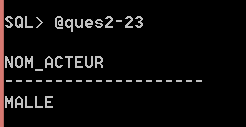 SQL> @ques2-23
NOM_ACTEUR
--------------------
MALLE